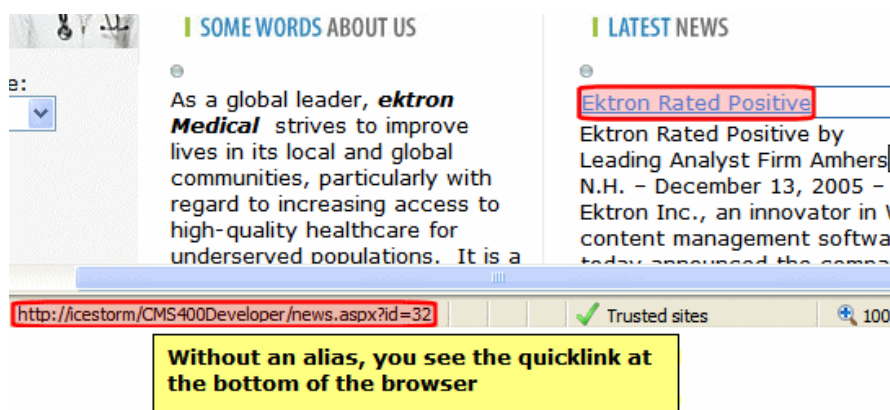 SOME WORDS ABOUT US
e:
As a global leader, ektron
Medical strives to improve
lives in its local and global
communities, particularly with
regard to increasing access to
high-quality healthcare for
underserved populations. It is a
LATEST NEWS
Ektron Rated Positive
Ektron Rated Positive by
Leading Analyst Firm Amhers
N.H. – December 13, 2005 –
Ektron Inc., an innovator in
content management softwa
today announced the compa
http://icestorm/CMS400Developer/news.aspx?id=32
Trusted sites
100
Without an alias, you see the quicklink at
the bottom of the browser